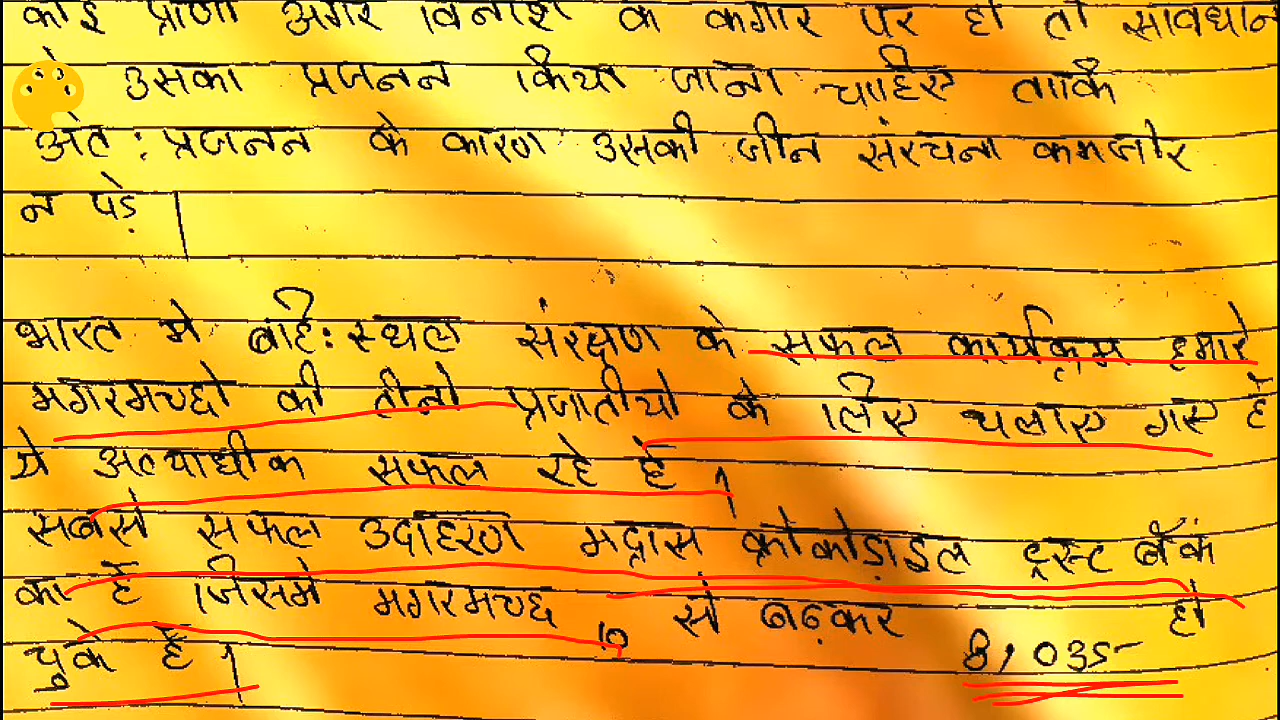 कोई प्राणी अगर विनाश के कगार पर हो तो सावधान
से उसका प्रजनन किया जाना चाहिए ताकि
अंत: प्रजनन के कारण उसकी जीन संरचना कमजोर
न पड़े |
भारत मे बाहि: स्थल संरक्षण के सफल कार्यक्रम हमारे
मगरमच्छो की तीनो प्रजातीयो के लिए चलाए गए हैं
ये अत्याधीक सफल रहे हैं |
सबसे सफल उदाहरण मद्रास क्रोकोडाइल ट्रस्ट बैंक
का है जिसमे मगरमच्छ 10 से बढ़कर 8,035 हो
चुके हैं |